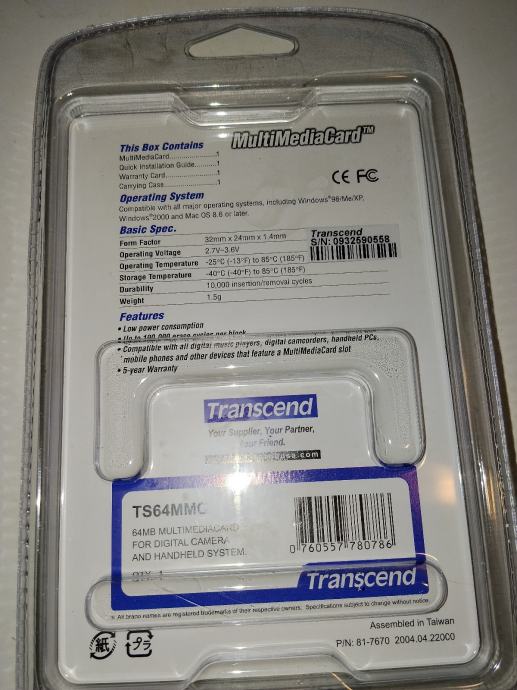 MultiMediaCard™
This Box Contains
MultiMediaCard....................1
Quick Installation Guide..........1
Warranty Card.....................1
Carrying Case.....................1
CE FC
Operating System
Compatible with all major operating systems, including Windows®98/Me/XP,
Windows®2000 and Mac OS 8.6 or later.
Basic Spec.
Transcend
S/N: 0932590558
Form Factor 32mm x 24mm x 1.4mm
Operating Voltage 2.7V~3.6V
Operating Temperature -25°C (-13°F) to 85°C (185°F)
Storage Temperature -40°C (-40°F) to 85°C (185°F)
Durability 10,000 insertion/removal cycles
Weight 1.5g
Features
• Low power consumption
• Up to 100,000 erase cycles per block
• Compatible with all digital music players, digital camcorders, handheld PCs,
mobile phones and other devices that feature a MultiMediaCard slot
• 5-year Warranty
Transcend
Your Supplier, Your Partner,
Your Friend.
TS64MMC
64MB MULTIMEDIACARD
FOR DIGITAL CAMERA
AND HANDHELD SYSTEM.
0 760557 780786
Transcend
* All brand names are registered trademarks of their respective owners. Specifications subject to change without notice.
紙 プラ
Assembled in Taiwan
P/N: 81-7670 2004.04.22000